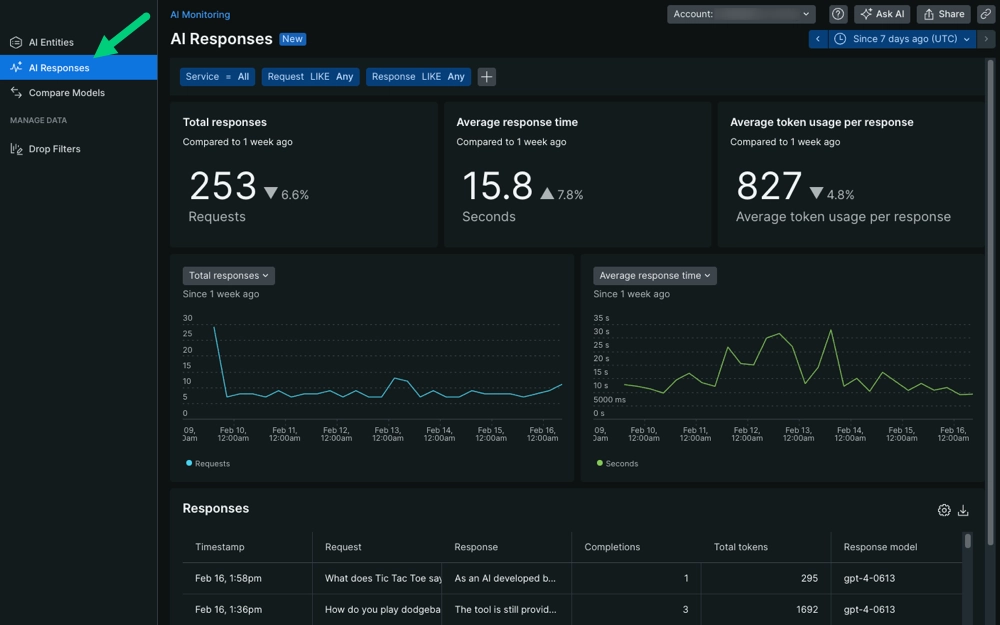 AI Monitoring
Account:
Ask AI
Share
AI Responses New
Since 7 days ago (UTC)
AI Entities
AI Responses
Compare Models
MANAGE DATA
Drop Filters
Service = All
Request LIKE Any
Response LIKE Any
Total responses
Compared to 1 week ago
253 6.6%
Requests
Average response time
Compared to 1 week ago
15.8 7.8%
Seconds
Average token usage per response
Compared to 1 week ago
827 4.8%
Average token usage per response
Total responses
Since 1 week ago
30
25
20
15
10
5
0
09, Feb 10, Feb 11, Feb 12, Feb 13, Feb 14, Feb 15, Feb 16,
0am 12:00am 12:00am 12:00am 12:00am 12:00am 12:00am 12:00am
Requests
Average response time
Since 1 week ago
35 s
30 s
25 s
20 s
15 s
10 s
5000 ms
0 s
09, Feb 10, Feb 11, Feb 12, Feb 13, Feb 14, Feb 15, Feb 16,
0am 12:00am 12:00am 12:00am 12:00am 12:00am 12:00am 12:00am
Seconds
Responses
Timestamp Request Response Completions Total tokens Response model
Feb 16, 1:58pm What does Tic Tac Toe say As an AI developed b... 1 295 gpt-4-0613
Feb 16, 1:36pm How do you play dodgeba The tool is still provid... 3 1692 gpt-4-0613